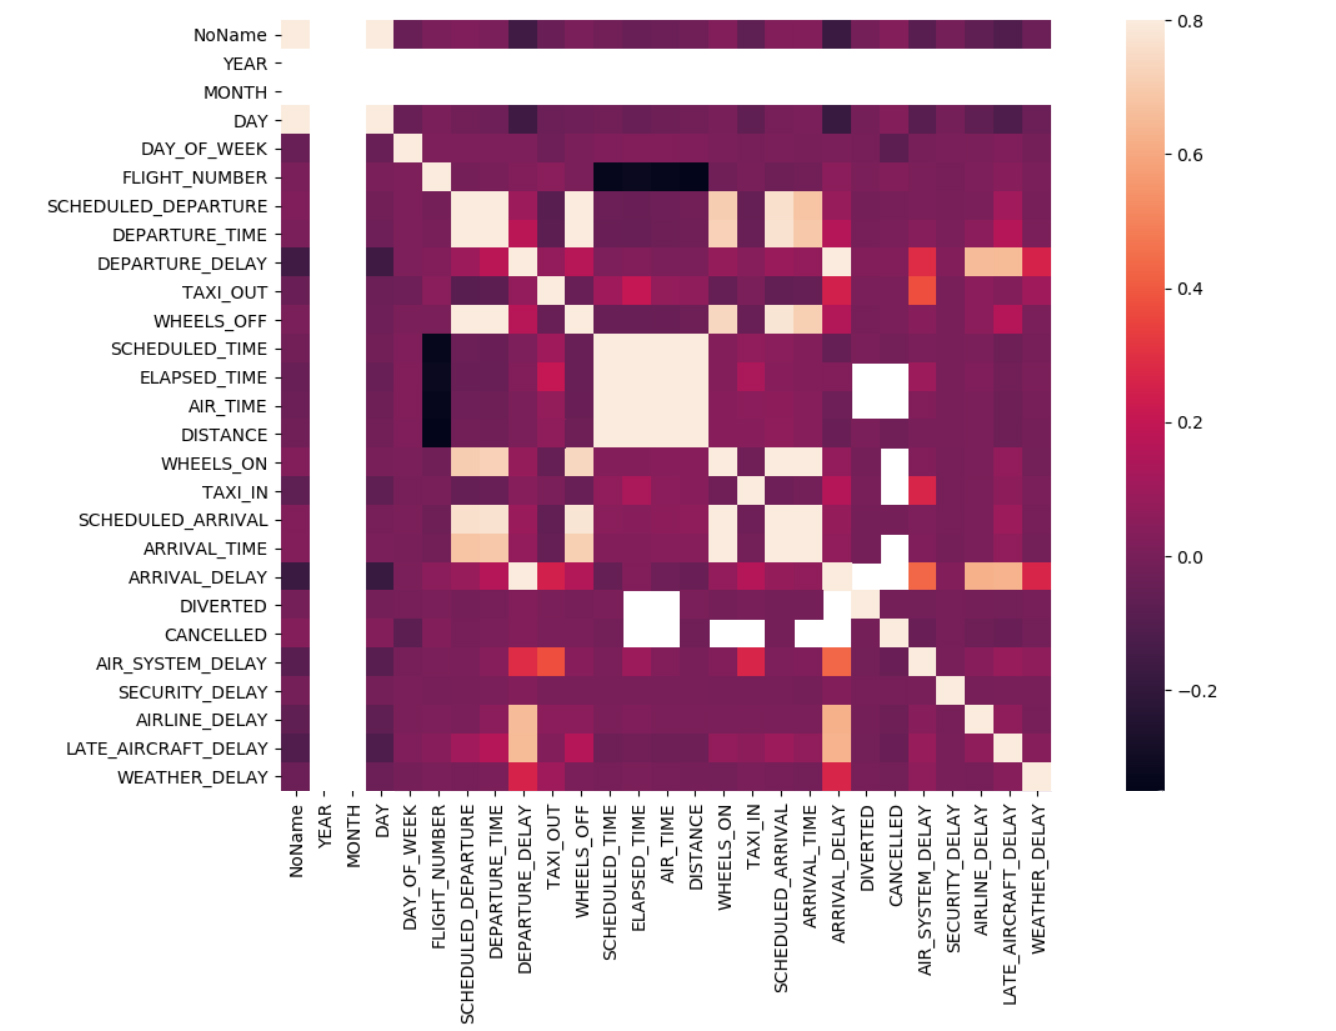 NoName
YEAR
MONTH
DAY
DAY_OF_WEEK
FLIGHT_NUMBER
SCHEDULED_DEPARTURE
DEPARTURE_TIME
DEPARTURE_DELAY
TAXI_OUT
WHEELS_OFF
SCHEDULED_TIME
ELAPSED_TIME
AIR_TIME
DISTANCE
WHEELS_ON
TAXI_IN
SCHEDULED_ARRIVAL
ARRIVAL_TIME
ARRIVAL_DELAY
DIVERTED
CANCELLED
AIR_SYSTEM_DELAY
SECURITY_DELAY
AIRLINE_DELAY
LATE_AIRCRAFT_DELAY
WEATHER_DELAY
NoName
YEAR
MONTH
DAY
DAY_OF_WEEK
FLIGHT_NUMBER
SCHEDULED_DEPARTURE
DEPARTURE_TIME
DEPARTURE_DELAY
TAXI_OUT
WHEELS_OFF
SCHEDULED_TIME
ELAPSED_TIME
AIR_TIME
DISTANCE
WHEELS_ON
TAXI_IN
SCHEDULED_ARRIVAL
ARRIVAL_TIME
ARRIVAL_DELAY
DIVERTED
CANCELLED
AIR_SYSTEM_DELAY
SECURITY_DELAY
AIRLINE_DELAY
LATE_AIRCRAFT_DELAY
WEATHER_DELAY
0.8
0.6
0.4
0.2
0.0
−0.2